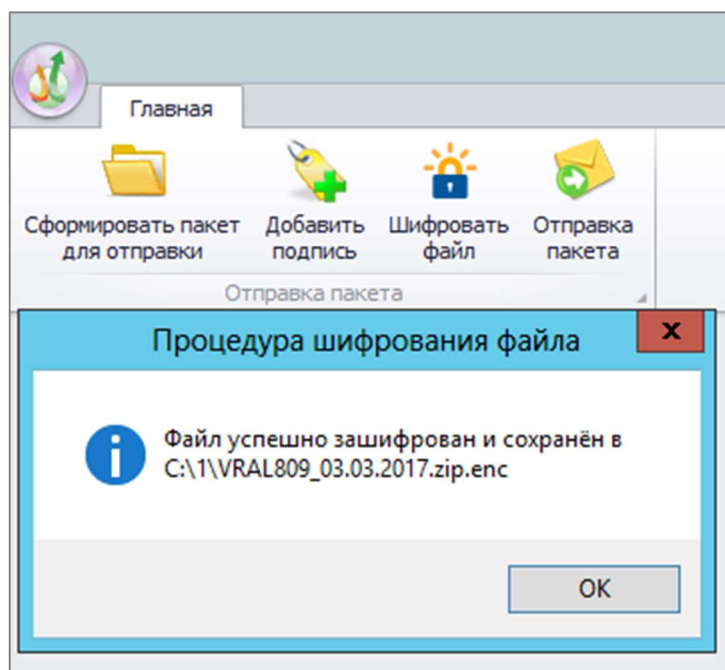 Главная
Сформировать пакет
для отправки
Добавить
подпись
Шифровать
файл
Отправка
пакета
Отправка пакета
Процедура шифрования файла
x
Файл успешно зашифрован и сохранён в
C:\1\VRAL809_03.03.2017.zip.enc
ОК